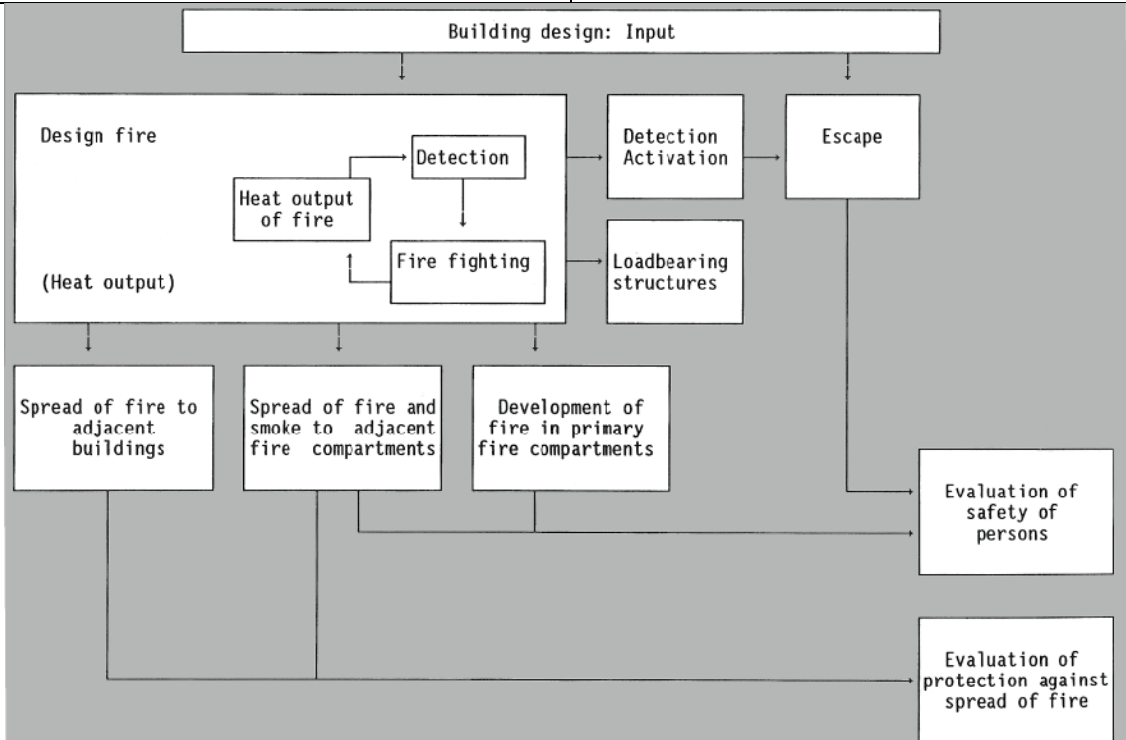 Building design: Input
Design fire
Detection
Heat output
of fire
Fire fighting
(Heat output)
Detection
Activation
Escape
Loadbearing
structures
Spread of fire to
adjacent
buildings
Spread of fire and
smoke to adjacent
fire compartments
Development of
fire in primary
fire compartments
Evaluation of
safety of
persons
Evaluation of
protection against
spread of fire